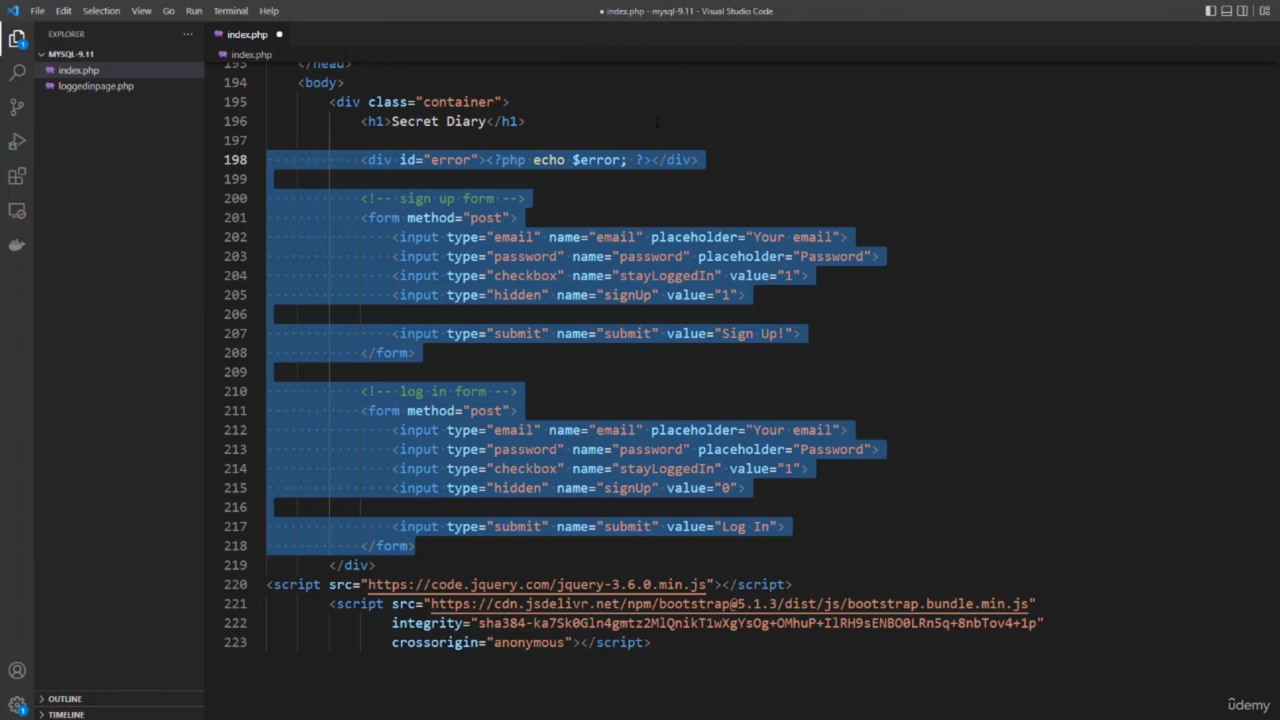 File Edit Selection View Go Run Terminal Help
● index.php - mysql-9.11 - Visual Studio Code
EXPLORER
MYSQL-9.11
index.php
loggedinpage.php
OUTLINE
TIMELINE
1
1
index.php
index.php
193 </head>
194 <body>
195 <div class="container">
196 <h1>Secret Diary</h1>
197
198 <div id="error"><?php echo $error; ?></div>
199
200 <!-- sign up form -->
201 <form method="post">
202 <input type="email" name="email" placeholder="Your email">
203 <input type="password" name="password" placeholder="Password">
204 <input type="checkbox" name="stayLoggedIn" value="1">
205 <input type="hidden" name="signUp" value="1">
206
207 <input type="submit" name="submit" value="Sign Up!">
208 </form>
209
210 <!-- log in form -->
211 <form method="post">
212 <input type="email" name="email" placeholder="Your email">
213 <input type="password" name="password" placeholder="Password">
214 <input type="checkbox" name="stayLoggedIn" value="1">
215 <input type="hidden" name="signUp" value="0">
216
217 <input type="submit" name="submit" value="Log In">
218 </form>
219 </div>
220 <script src="https://code.jquery.com/jquery-3.6.0.min.js"></script>
221 <script src="https://cdn.jsdelivr.net/npm/bootstrap@5.1.3/dist/js/bootstrap.bundle.min.js"
222 integrity="sha384-ka7Sk0Gln4gmtz2MlQnikT1wXgYsOg+OMhuP+IlRH9sENBO0LRnSq+8nbTov4+1p"
223 crossorigin="anonymous"></script>
ûdemy